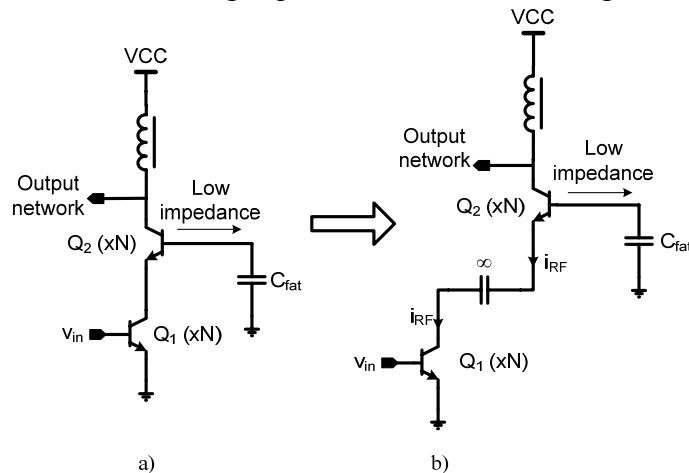 VCC
Output
network
Low
impedance
Q2 (xN)
Cfat
vin
Q1 (xN)
a)
VCC
Output
network
Low
impedance
Q2 (xN)
Cfat
∞
iRF
iRF
vin
Q1 (xN)
b)